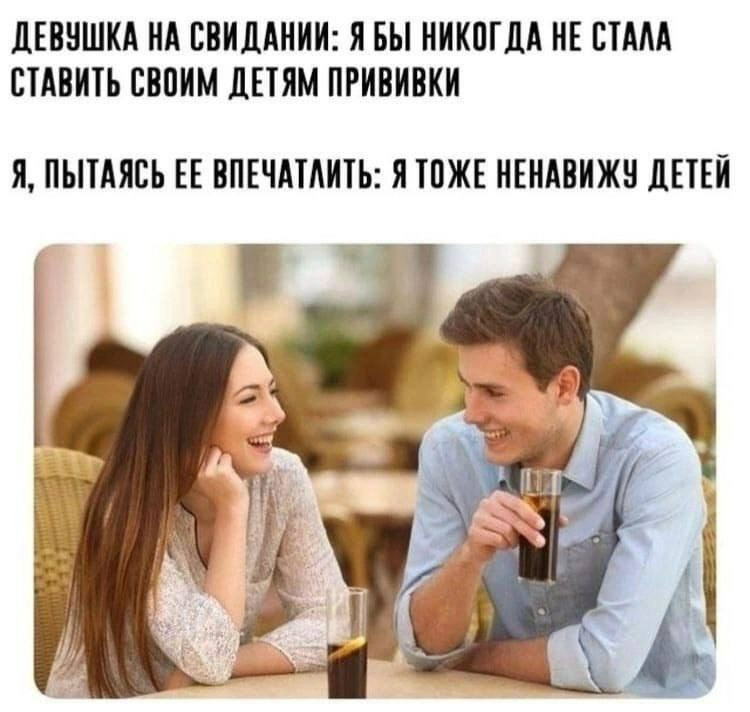 ДЕВУШКА НА СВИДАНИИ: Я БЫ НИКОГДА НЕ СТАЛА
СТАВИТЬ СВОИМ ДЕТЯМ ПРИВИВКИ
Я, ПЫТАЯСЬ ЕЕ ВПЕЧАТЛИТЬ: Я ТОЖЕ НЕНАВИЖУ ДЕТЕЙ